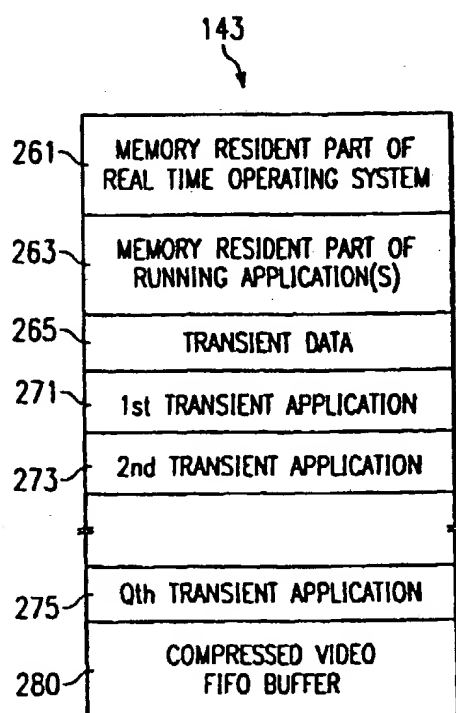 143
261
MEMORY RESIDENT PART OF
REAL TIME OPERATING SYSTEM
263
MEMORY RESIDENT PART OF
RUNNING APPLICATION(S)
265
TRANSIENT DATA
271
1st TRANSIENT APPLICATION
273
2nd TRANSIENT APPLICATION
275
Qth TRANSIENT APPLICATION
280
COMPRESSED VIDEO
FIFO BUFFER